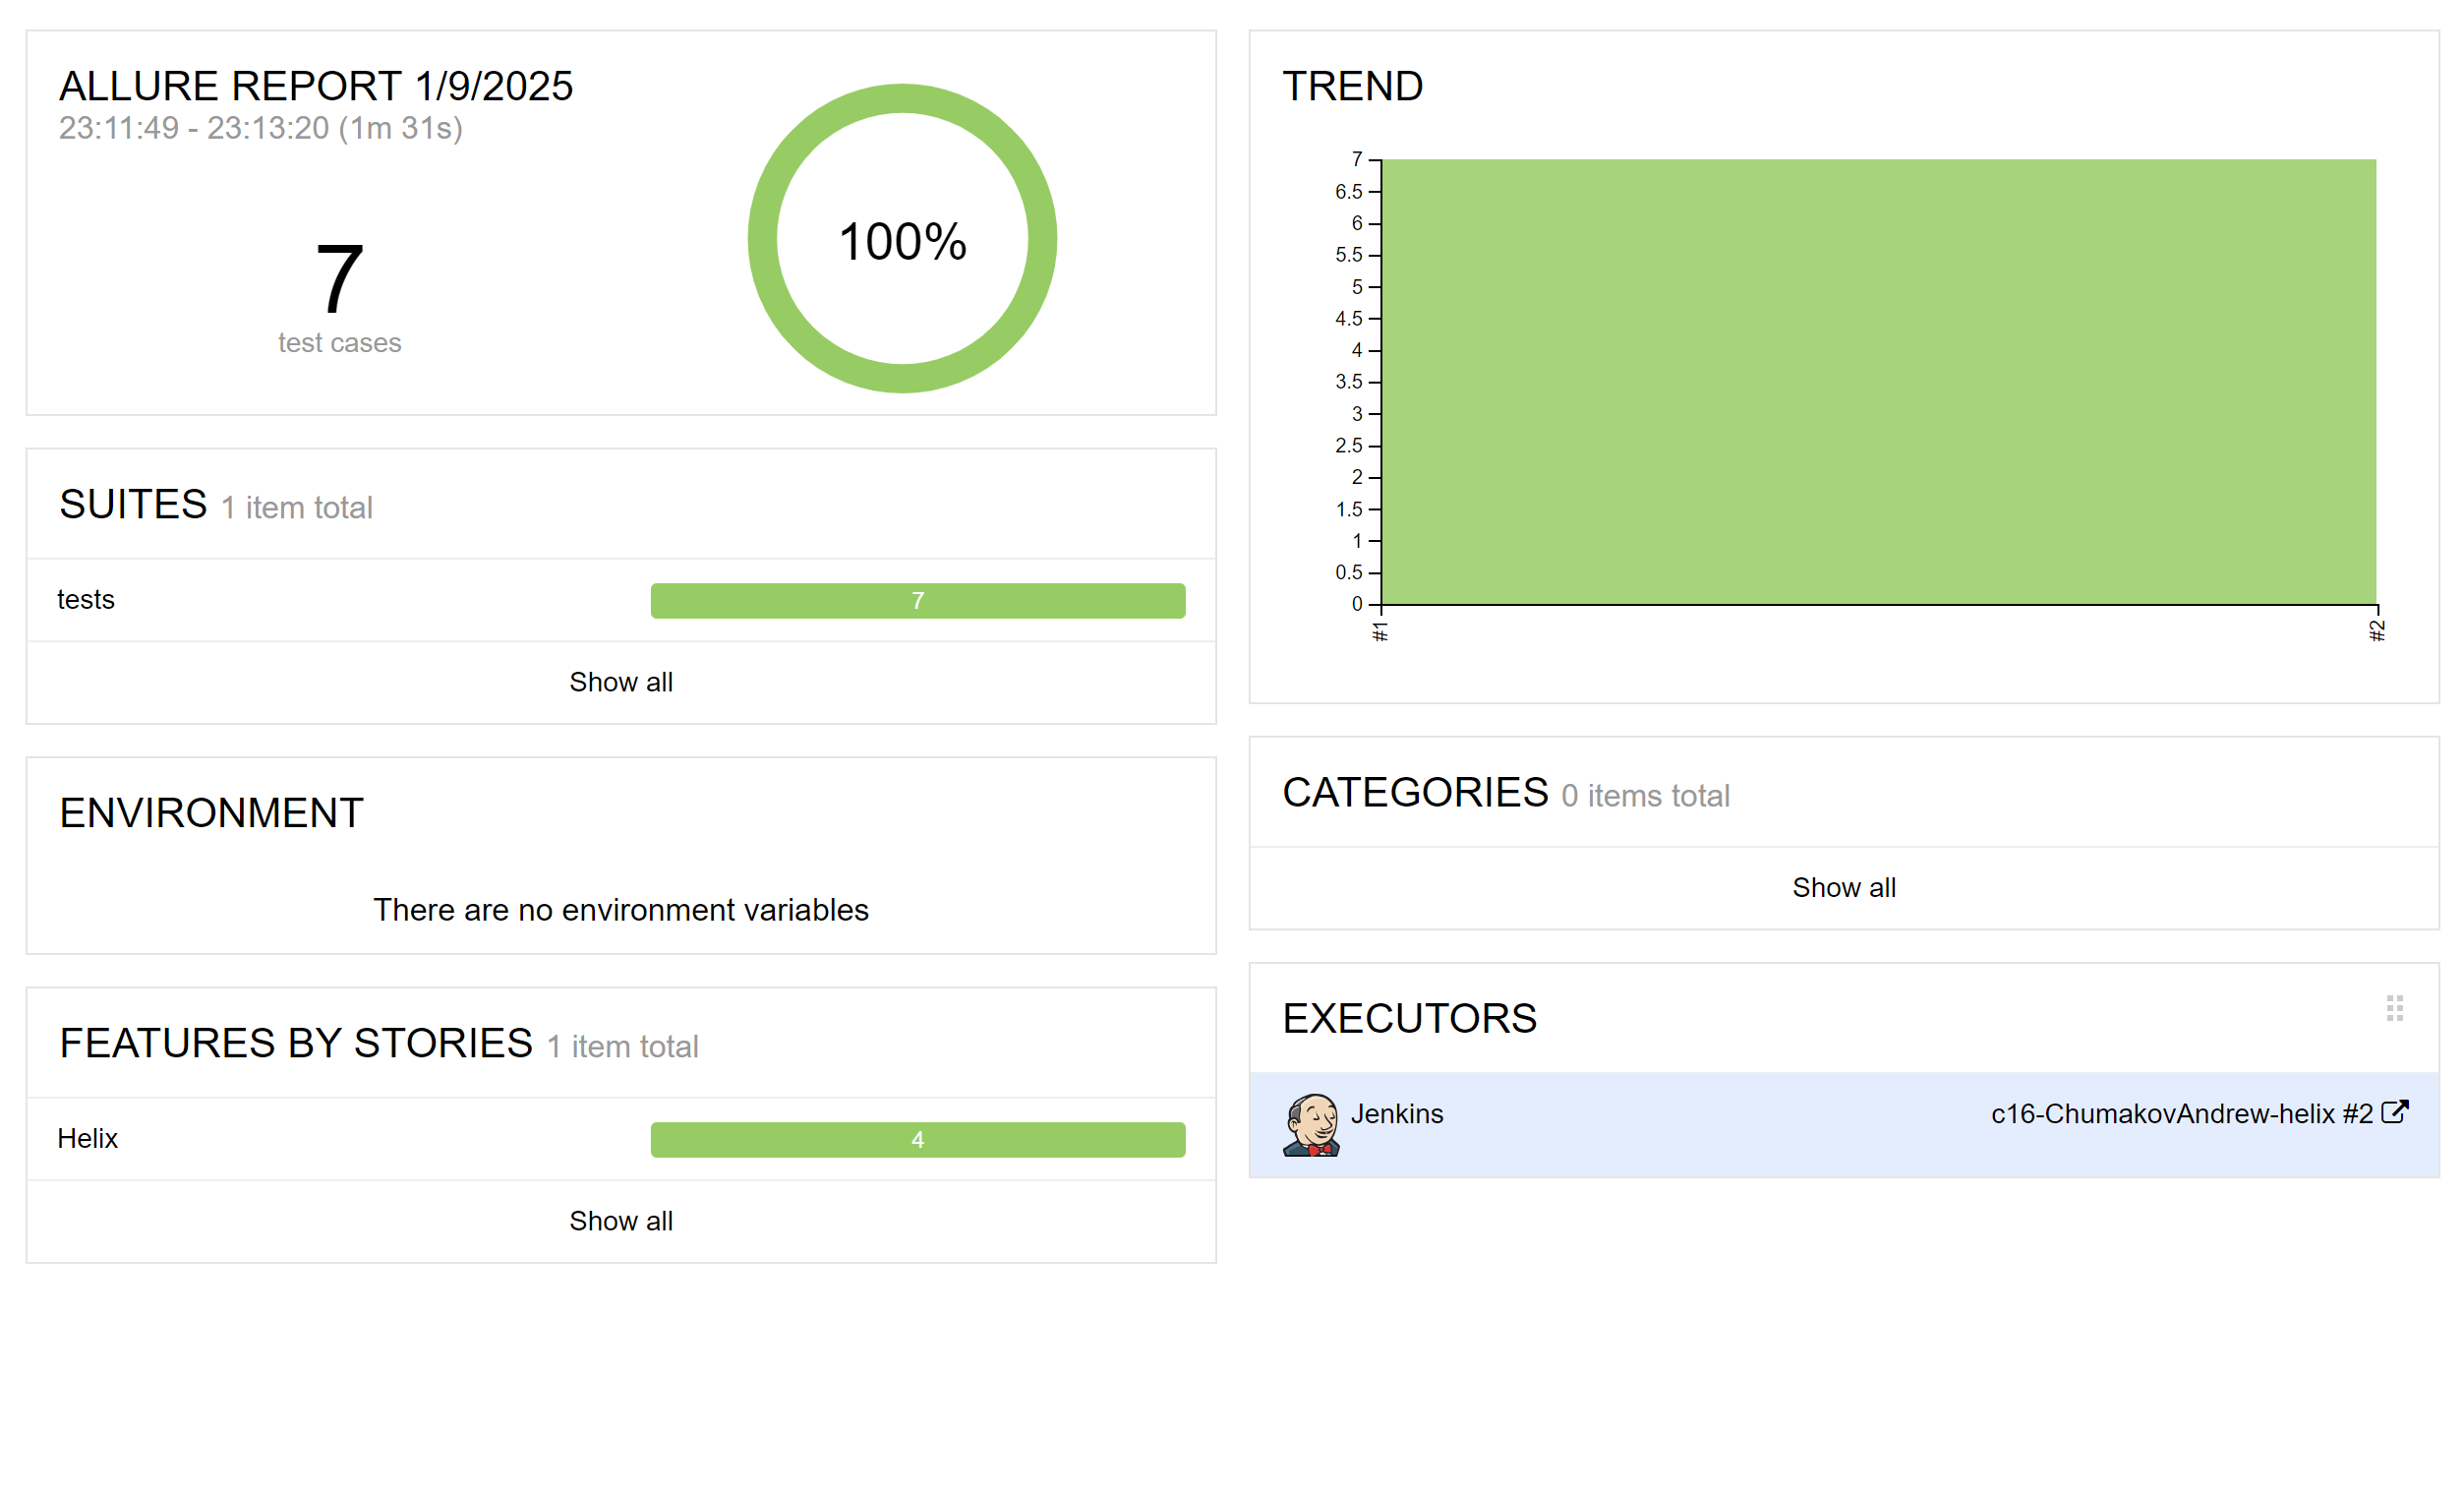 ALLURE REPORT 1/9/2025
23:11:49 - 23:13:20 (1m 31s)
7
test cases
100%
SUITES 1 item total
tests 7
Show all
ENVIRONMENT
There are no environment variables
FEATURES BY STORIES 1 item total
Helix 4
Show all
TREND
7
6.5
6
5.5
5
4.5
4
3.5
3
2.5
2
1.5
1
0.5
0
#1 #2
CATEGORIES 0 items total
Show all
EXECUTORS
Jenkins c16-ChumakovAndrew-helix #2